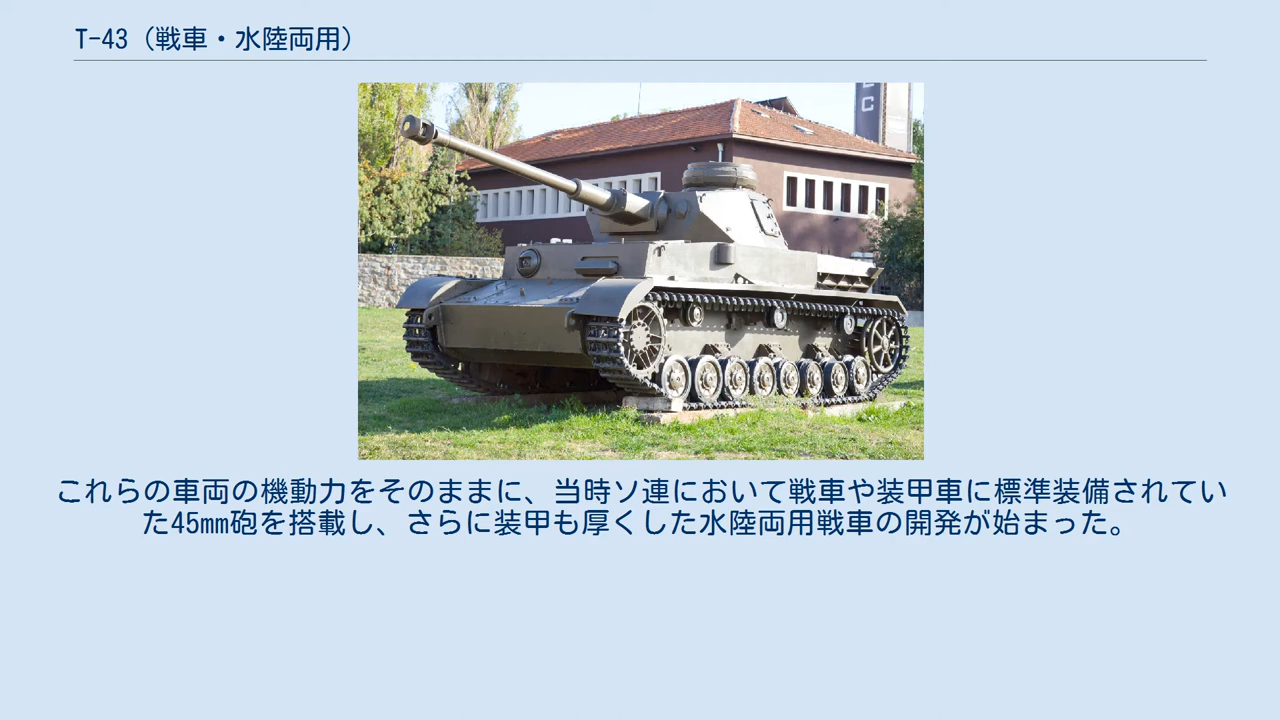 T-43（戦車・水陸両用）
C
これらの車両の機動力をそのままに、当時ソ連において戦車や装甲車に標準装備されてい
た45mm砲を搭載し、さらに装甲も厚くした水陸両用戦車の開発が始まった。